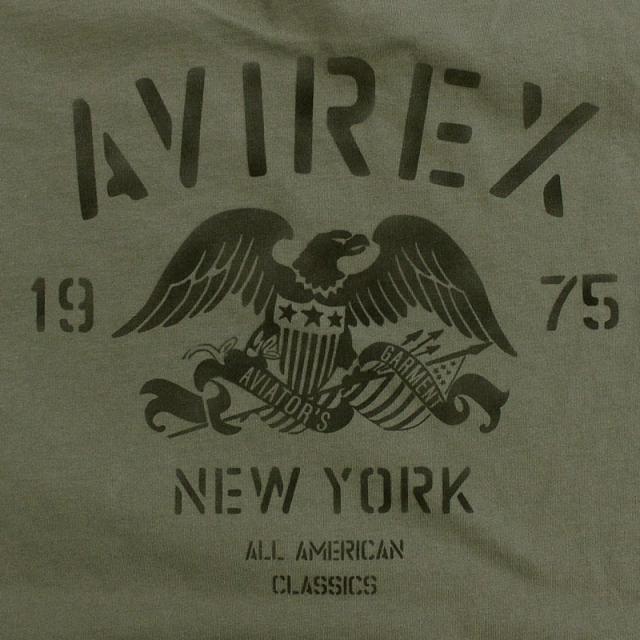 AVIREX
19 75
AVIATOR'S GARMENT
NEW YORK
ALL AMERICAN
CLASSICS